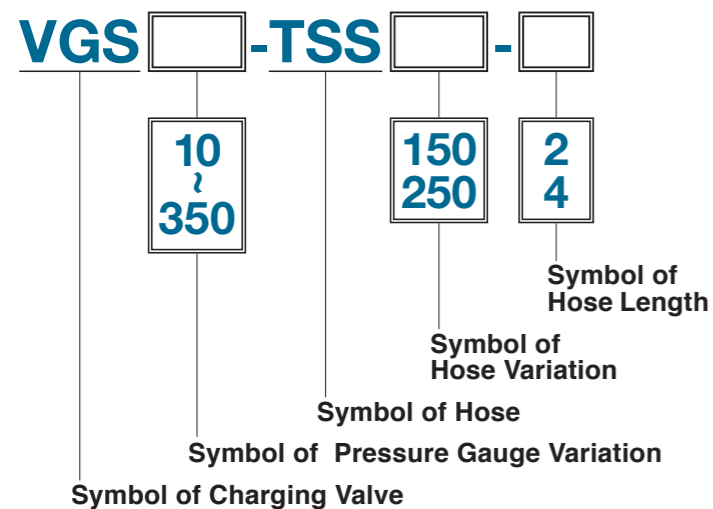 VGS -TSS -
10
~
350
150
250
2
4
Symbol of
Hose Length
Symbol of
Hose Variation
Symbol of Hose
Symbol of Pressure Gauge Variation
Symbol of Charging Valve